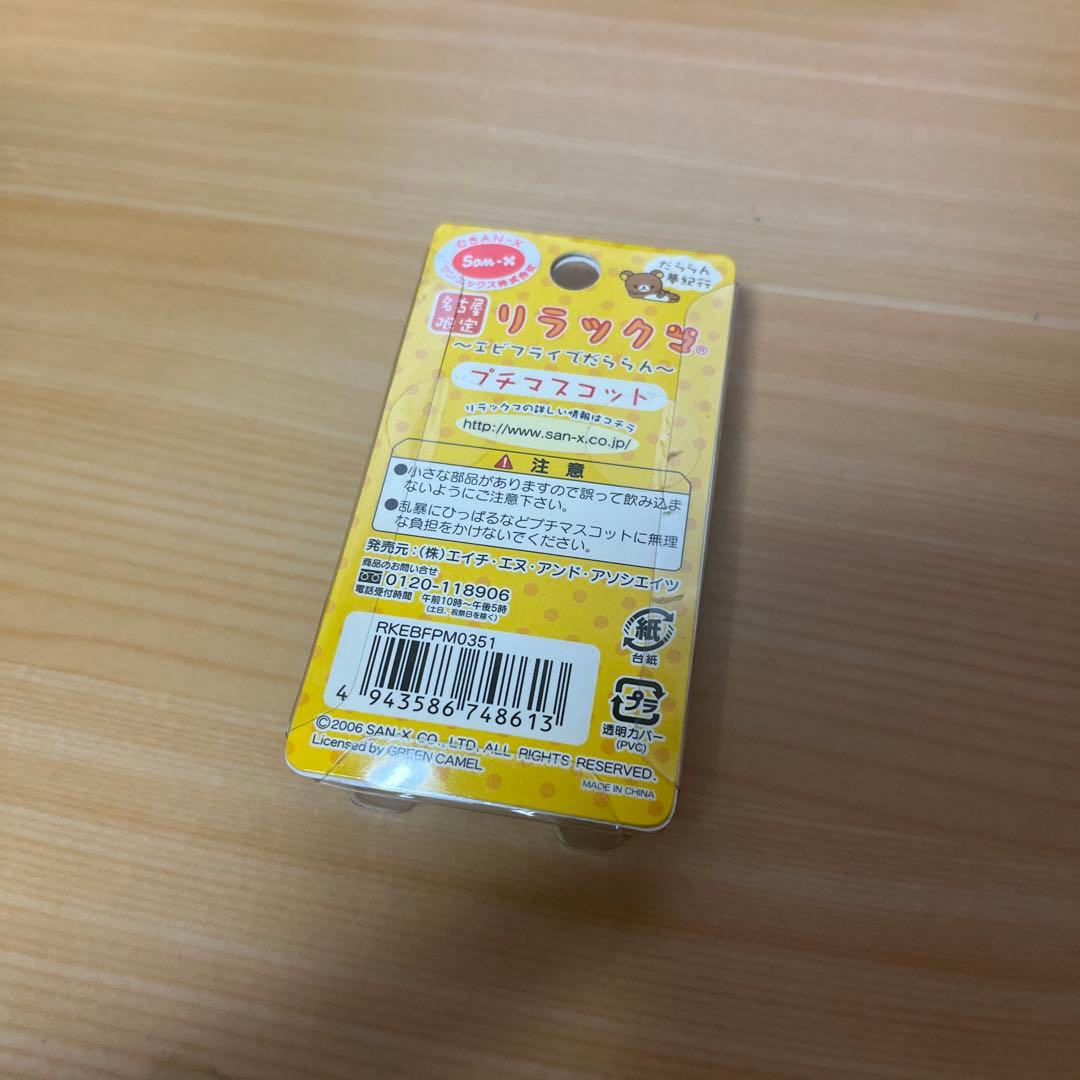 ©SAN-X
San-X
サンエックス株式会社
だららん
夢紀行
名古屋
限定
リラックマ®
～エビフライでだららん～
プチマスコット
リラックマの詳しい情報はコチラ
http://www.san-x.co.jp/
注意
●小さな部品がありますので誤って飲み込ま
ないようにご注意下さい。
●乱暴にひっぱるなどプチマスコットに無理
な負担をかけないでください。
発売元：(株)エイチ・エヌ・アンド・アソシエイツ
商品のお問い合せ
0120-118906
電話受付時間 午前10時～午後5時
(土日、祝祭日を除く)
紙
台紙
RKEBFPM0351
4 943586 748613
プラ
透明カバー
(PVC)
©2006 SAN-X CO., LTD. ALL RIGHTS RESERVED.
Licensed by GREEN CAMEL
MADE IN CHINA